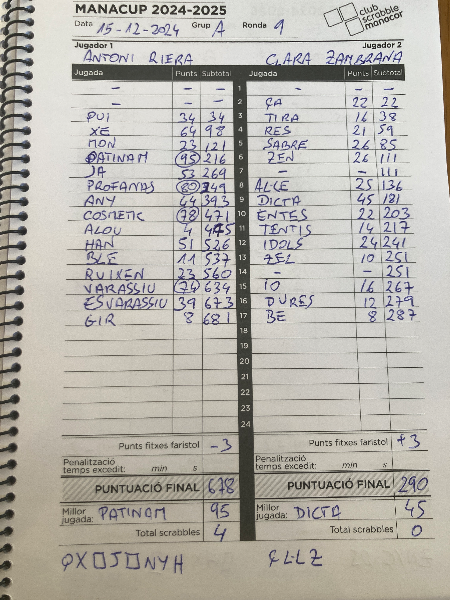 MANACUP 2024-2025
club scrabble manacor
Data 15-12-2024 Grup A Ronda 9
Jugador 1 Jugador 2
ANTONI RIERA CLARA ZAMBRANA
Jugada Punts Subtotal Jugada Punts Subtotal
- - - 1 - - -
- - - 2 ÇA 22 22
PUI 34 34 3 TIRA 16 38
XE 64 98 4 RES 21 59
MON 23 121 5 SABRE 26 85
PATINAM 95 216 6 ZEN 26 111
JA 53 269 7 - - 111
PROFANAS 80 349 8 ALLE 25 136
ANY 44 393 9 DICTA 45 181
COSMETIC 78 471 10 ENTES 22 203
ALOU 4 475 11 TENTIS 14 217
HAN 51 526 12 IDOLS 24 241
BLE 11 537 13 ZEL 10 251
RUIXEN 23 560 14 - - 251
VARASSIU 74 634 15 IO 16 267
ESVARASSIU 39 673 16 DURES 12 279
GIR 8 681 17 BE 8 287
18
19
20
21
22
23
24
Punts fitxes faristol -3 Punts fitxes faristol +3
Penalització temps excedit: min s Penalització temps excedit: min s
PUNTUACIÓ FINAL 678 PUNTUACIÓ FINAL 290
Millor jugada: PATINAM 95 Millor jugada: DICTA 45
Total scrabbles 4 Total scrabbles 0